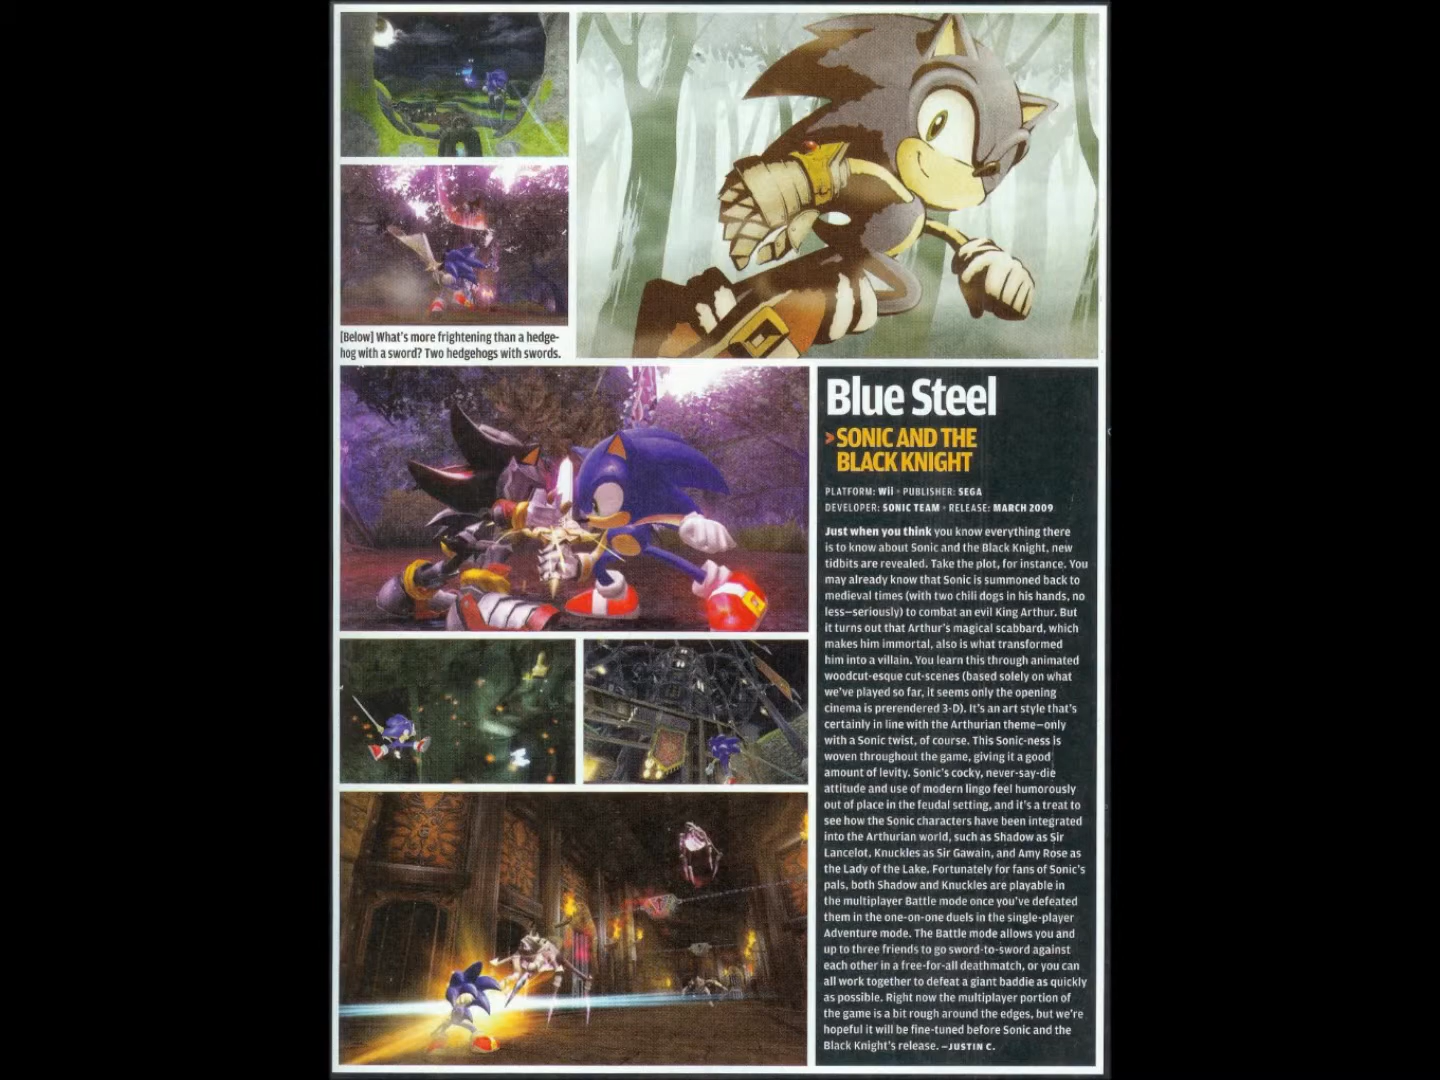 [Below] What's more frightening than a hedge-
hog with a sword? Two hedgehogs with swords.
Blue Steel
>SONIC AND THE
BLACK KNIGHT
PLATFORM: Wii • PUBLISHER: SEGA
DEVELOPER: SONIC TEAM • RELEASE: MARCH 2009
Just when you think you know everything there
is to know about Sonic and the Black Knight, new
tidbits are revealed. Take the plot, for instance. You
may already know that Sonic is summoned back to
medieval times (with two chili dogs in his hands, no
less—seriously) to combat an evil King Arthur. But
it turns out that Arthur's magical scabbard, which
makes him immortal, also is what transformed
him into a villain. You learn this through animated
woodcut-esque cut-scenes (based solely on what
we've played so far, it seems only the opening
cinema is prerendered 3-D). It's an art style that's
certainly in line with the Arthurian theme—only
with a Sonic twist, of course. This Sonic-ness is
woven throughout the game, giving it a good
amount of levity. Sonic's cocky, never-say-die
attitude and use of modern lingo feel humorously
out of place in the feudal setting, and it's a treat to
see how the Sonic characters have been integrated
into the Arthurian world, such as Shadow as Sir
Lancelot, Knuckles as Sir Gawain, and Amy Rose as
the Lady of the Lake. Fortunately for fans of Sonic's
pals, both Shadow and Knuckles are playable in
the multiplayer Battle mode once you've defeated
them in the one-on-one duels in the single-player
Adventure mode. The Battle mode allows you and
up to three friends to go sword-to-sword against
each other in a free-for-all deathmatch, or you can
all work together to defeat a giant baddie as quickly
as possible. Right now the multiplayer portion of
the game is a bit rough around the edges, but we're
hopeful it will be fine-tuned before Sonic and the
Black Knight's release. —JUSTIN C.